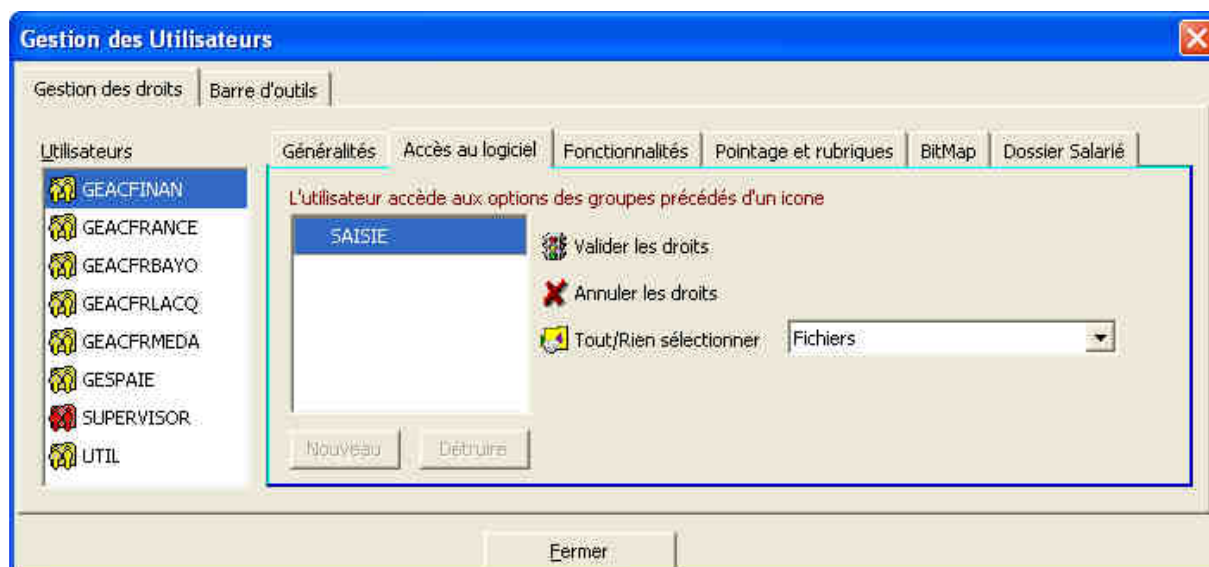 Gestion des Utilisateurs
Gestion des droits Barre d'outils
Utilisateurs
Généralités Accès au logiciel Fonctionnalités Pointage et rubriques BitMap Dossier Salarié
GEACFINAN
L'utilisateur accède aux options des groupes précédés d'un icone
GEACFRANCE
SAISIE
Valider les droits
GEACFRBAYO
GEACFRLACQ
Annuler les droits
GEACFRMEDA
Tout/Rien sélectionner Fichiers
GESPAIE
SUPERVISOR
UTIL
Nouveau Détruire
Fermer